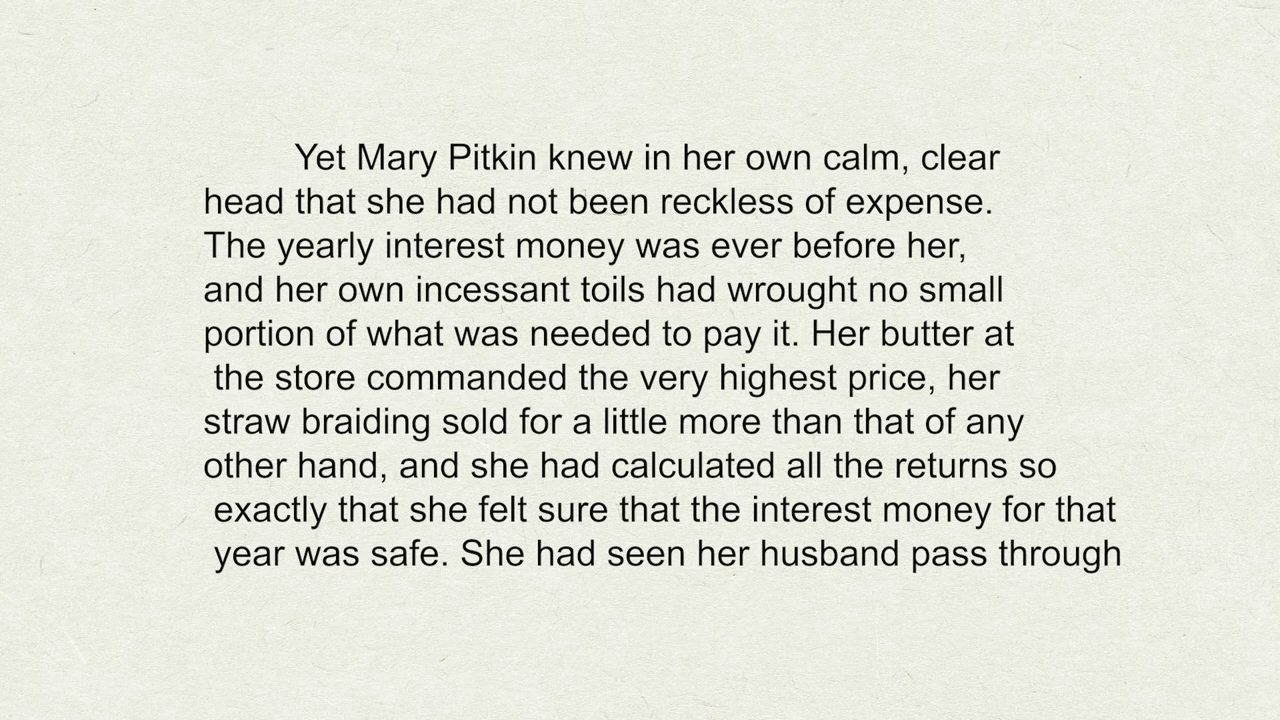 Yet Mary Pitkin knew in her own calm, clear
head that she had not been reckless of expense.
The yearly interest money was ever before her,
and her own incessant toils had wrought no small
portion of what was needed to pay it. Her butter at
the store commanded the very highest price, her
straw braiding sold for a little more than that of any
other hand, and she had calculated all the returns so
exactly that she felt sure that the interest money for that
year was safe. She had seen her husband pass through